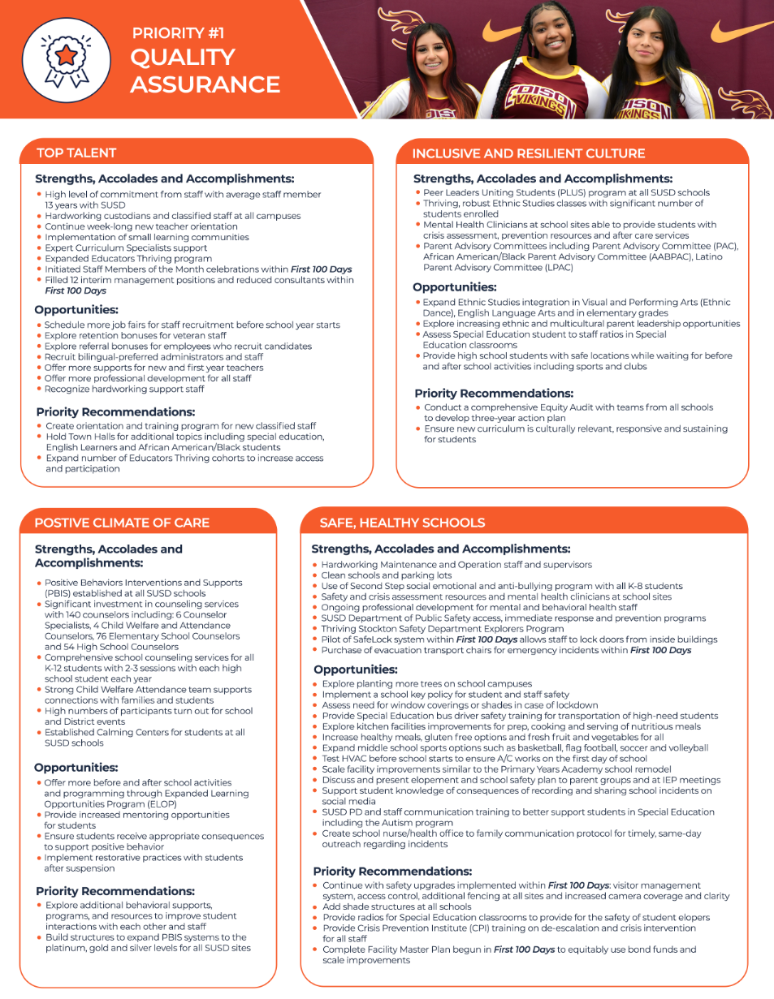 PRIORITY #1
QUALITY
ASSURANCE
EDISON
VIKINGS
TOP TALENT
Strengths, Accolades and Accomplishments:
High level of commitment from staff with average staff member
13 years with SUSD
Hardworking custodians and classified staff at all campuses
Continue week-long new teacher orientation
Implementation of small learning communities
Expert Curriculum Specialists support
Expanded Educators Thriving program
Initiated Staff Members of the Month celebrations within First 100 Days
Filled 12 interim management positions and reduced consultants within
First 100 Days
Opportunities:
Schedule more job fairs for staff recruitment before school year starts
Explore retention bonuses for veteran staff
Explore referral bonuses for employees who recruit candidates
Recruit bilingual-preferred administrators and staff
Offer more supports for new and first year teachers
Offer more professional development for all staff
Recognize hardworking support staff
Priority Recommendations:
Create orientation and training program for new classified staff
Hold Town Halls for additional topics including special education,
English Learners and African American/Black students
Expand number of Educators Thriving cohorts to increase access
and participation
INCLUSIVE AND RESILIENT CULTURE
Strengths, Accolades and Accomplishments:
Peer Leaders Uniting Students (PLUS) program at all SUSD schools
Thriving, robust Ethnic Studies classes with significant number of
students enrolled
Mental Health Clinicians at school sites able to provide students with
crisis assessment, prevention resources and after care services
Parent Advisory Committees including Parent Advisory Committee (PAC),
African American/Black Parent Advisory Committee (AABPAC), Latino
Parent Advisory Committee (LPAC)
Opportunities:
Expand Ethnic Studies integration in Visual and Performing Arts (Ethnic
Dance), English Language Arts and in elementary grades
Explore increasing ethnic and multicultural parent leadership opportunities
Assess Special Education student to staff ratios in Special
Education classrooms
Provide high school students with safe locations while waiting for before
and after school activities including sports and clubs
Priority Recommendations:
Conduct a comprehensive Equity Audit with teams from all schools
to develop three-year action plan
Ensure new curriculum is culturally relevant, responsive and sustaining
for students
POSTIVE CLIMATE OF CARE
Strengths, Accolades and
Accomplishments:
Positive Behaviors Interventions and Supports
(PBIS) established at all SUSD schools
Significant investment in counseling services
with 140 counselors including: 6 Counselor
Specialists, 4 Child Welfare and Attendance
Counselors, 76 Elementary School Counselors
and 54 High School Counselors
Comprehensive school counseling services for all
K-12 students with 2-3 sessions with each high
school student each year
Strong Child Welfare Attendance team supports
connections with families and students
High numbers of participants turn out for school
and District events
Established Calming Centers for students at all
SUSD schools
Opportunities:
Offer more before and after school activities
and programming through Expanded Learning
Opportunities Program (ELOP)
Provide increased mentoring opportunities
for students
Ensure students receive appropriate consequences
to support positive behavior
Implement restorative practices with students
after suspension
Priority Recommendations:
Explore additional behavioral supports,
programs, and resources to improve student
interactions with each other and staff
Build structures to expand PBIS systems to the
platinum, gold and silver levels for all SUSD sites
SAFE, HEALTHY SCHOOLS
Strengths, Accolades and Accomplishments:
Hardworking Maintenance and Operation staff and supervisors
Clean schools and parking lots
Use of Second Step social emotional and anti-bullying program with all K-8 students
Safety and crisis assessment resources and mental health clinicians at school sites
Ongoing professional development for mental and behavioral health staff
SUSD Department of Public Safety access, immediate response and prevention programs
Thriving Stockton Safety Department Explorers Program
Pilot of SafeLock system within First 100 Days allows staff to lock doors from inside buildings
Purchase of evacuation transport chairs for emergency incidents within First 100 Days
Opportunities:
Explore planting more trees on school campuses
Implement a school key policy for student and staff safety
Assess need for window coverings or shades in case of lockdown
Provide Special Education bus driver safety training for transportation of high-need students
Explore kitchen facilities improvements for prep, cooking and serving of nutritious meals
Increase healthy meals, gluten free options and fresh fruit and vegetables for all
Expand middle school sports options such as basketball, flag football, soccer and volleyball
Test HVAC before school starts to ensure A/C works on the first day of school
Scale facility improvements similar to the Primary Years Academy school remodel
Discuss and present elopement and school safety plan to parent groups and at IEP meetings
Support student knowledge of consequences of recording and sharing school incidents on
social media
SUSD PD and staff communication training to better support students in Special Education
including the Autism program
Create school nurse/health office to family communication protocol for timely, same-day
outreach regarding incidents
Priority Recommendations:
Continue with safety upgrades implemented within First 100 Days: visitor management
system, access control, additional fencing at all sites and increased camera coverage and clarity
Add shade structures at all schools
Provide radios for Special Education classrooms to provide for the safety of student elopers
Provide Crisis Prevention Institute (CPI) training on de-escalation and crisis intervention
for all staff
Complete Facility Master Plan begun in First 100 Days to equitably use bond funds and
scale improvements